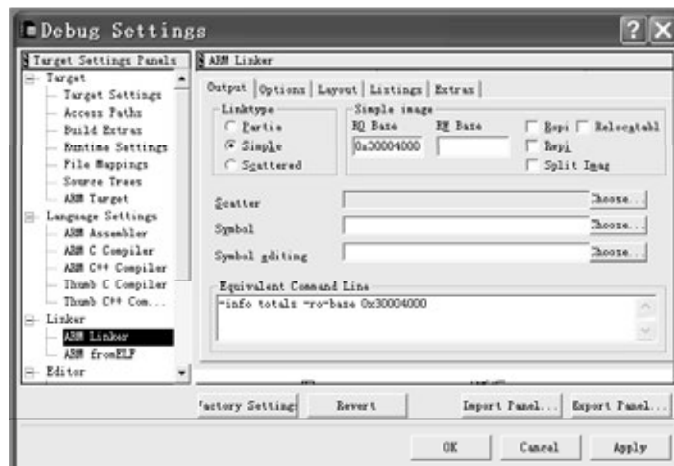 Debug Settings
Target Settings Panels
Target
Target Settings
Access Paths
Build Extras
Runtime Settings
File Mappings
Source Trees
ARM Target
Language Settings
ARM Assembler
ARM C Compiler
ARM C++ Compiler
Thumb C Compiler
Thumb C++ Com...
Linker
ARM Linker
ARM fromELF
Editor
ARM Linker
Output Options Layout Listings Extras
Linktype
Partia
Simple
Scattered
Simple image
RO Base RW Base
0x30004000
Ropi Relocatabl
Rwpi
Split Imag
Scatter Choose...
Symbol Choose...
Symbol editing Choose...
Equivalent Command Line
-info totals -ro-base 0x30004000
actory Setting Revert Import Panel... Export Panel...
OK Cancel Apply